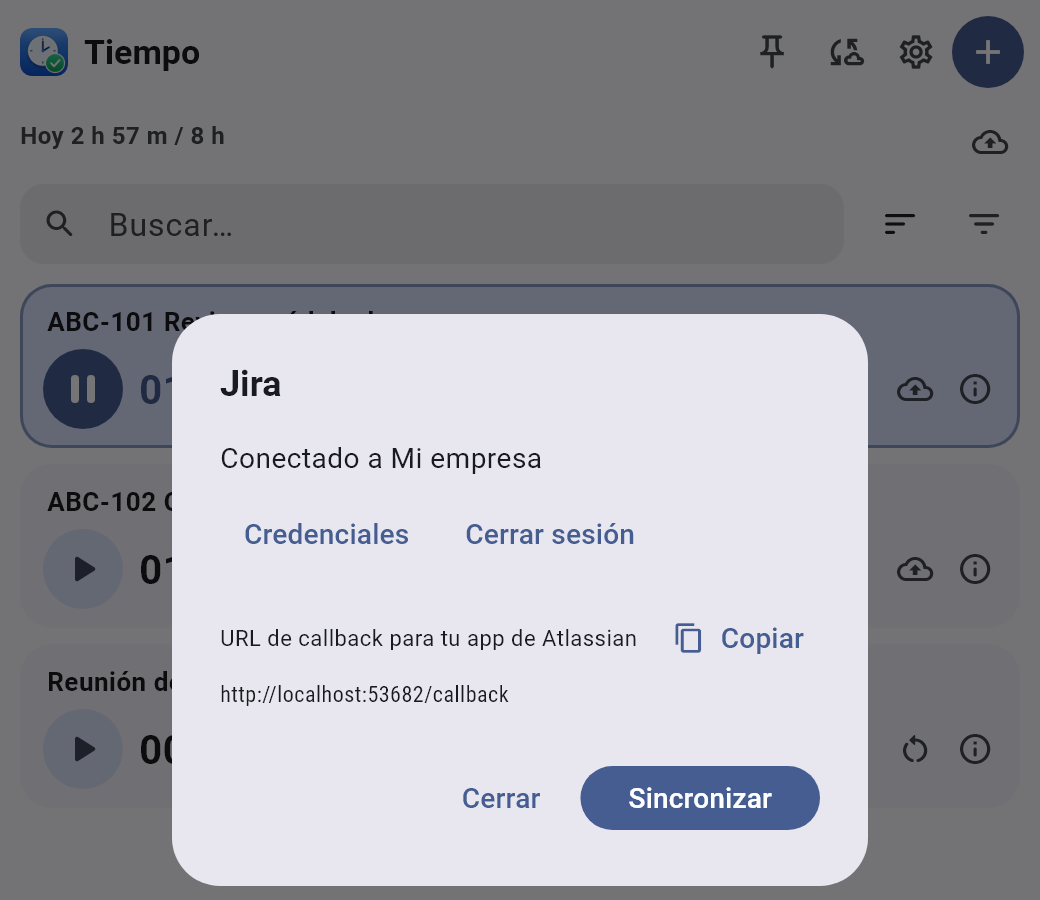 Tiempo
Hoy 2 h 57 m / 8 h
Buscar...
ABC-101
Jira
Conectado a Mi empresa
Credenciales Cerrar sesión
ABC-102
URL de callback para tu app de Atlassian Copiar
http://localhost:53682/callback
Reunión
Cerrar Sincronizar